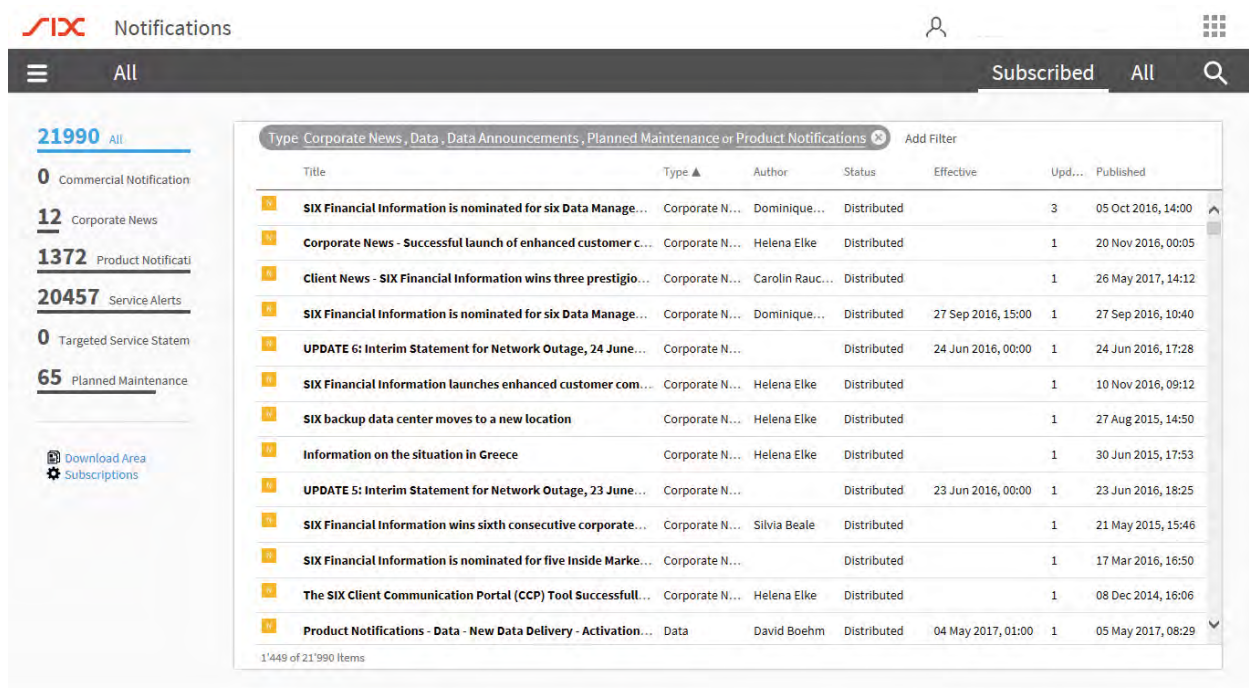 SIX Notifications
All Subscribed All
21990 All
0 Commercial Notification
12 Corporate News
1372 Product Notificati
20457 Service Alerts
0 Targeted Service Statem
65 Planned Maintenance
Download Area
Subscriptions
Type Corporate News , Data , Data Announcements , Planned Maintenance or Product Notifications Add Filter
Title Type ▲ Author Status Effective Upd... Published
N SIX Financial Information is nominated for six Data Manage... Corporate N... Dominique... Distributed 3 05 Oct 2016, 14:00
N Corporate News - Successful launch of enhanced customer c... Corporate N... Helena Elke Distributed 1 20 Nov 2016, 00:05
N Client News - SIX Financial Information wins three prestigio... Corporate N... Carolin Rauc... Distributed 1 26 May 2017, 14:12
N SIX Financial Information is nominated for six Data Manage... Corporate N... Dominique... Distributed 27 Sep 2016, 15:00 1 27 Sep 2016, 10:40
N UPDATE 6: Interim Statement for Network Outage, 24 June... Corporate N... Distributed 24 Jun 2016, 00:00 1 24 Jun 2016, 17:28
N SIX Financial Information launches enhanced customer com... Corporate N... Helena Elke Distributed 1 10 Nov 2016, 09:12
N SIX backup data center moves to a new location Corporate N... Helena Elke Distributed 1 27 Aug 2015, 14:50
N Information on the situation in Greece Corporate N... Helena Elke Distributed 1 30 Jun 2015, 17:53
N UPDATE 5: Interim Statement for Network Outage, 23 June... Corporate N... Distributed 23 Jun 2016, 00:00 1 23 Jun 2016, 18:25
N SIX Financial Information wins sixth consecutive corporate... Corporate N... Silvia Beale Distributed 1 21 May 2015, 15:46
N SIX Financial Information is nominated for five Inside Marke... Corporate N... Distributed 1 17 Mar 2016, 16:50
N The SIX Client Communication Portal (CCP) Tool Successfull... Corporate N... Helena Elke Distributed 1 08 Dec 2014, 16:06
N Product Notifications - Data - New Data Delivery - Activation... Data David Boehm Distributed 04 May 2017, 01:00 1 05 May 2017, 08:29
1'449 of 21'990 Items